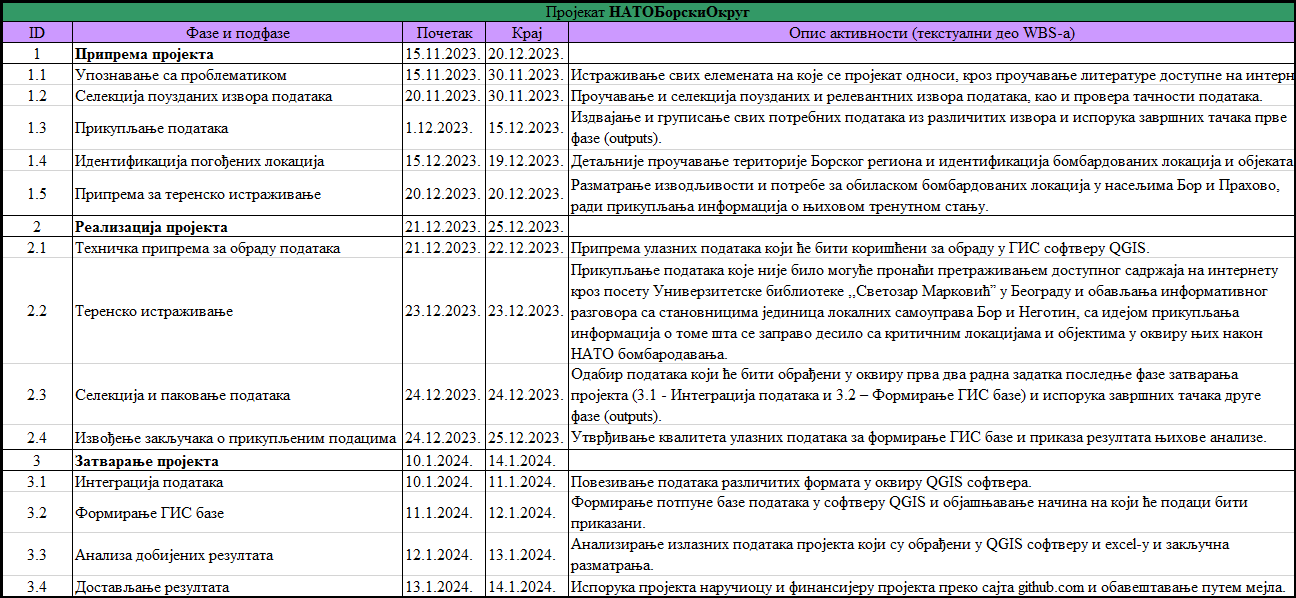 Пројекат НАТОБорскиОкруг
ID Фазе и подфазе Почетак Крај Опис активности (текстуални део WBS-а)
1 Припрема пројекта 15.11.2023. 20.12.2023.
1.1 Упознавање са проблематиком 15.11.2023. 30.11.2023. Истраживање свих елемената на које се пројекат односи, кроз проучавање литературе доступне на интерн
1.2 Селекција поузданих извора података 20.11.2023. 30.11.2023. Проучавање и селекција поузданих и релевантних извора података, као и провера тачности података.
1.3 Прикупљање података 1.12.2023. 15.12.2023. Издвајање и груписање свих потребних података из различитих извора и испорука завршних тачака прве
фазе (outputs).
1.4 Идентификација погођених локација 15.12.2023. 19.12.2023. Детаљније проучавање територије Борског региона и идентификација бомбардованих локација и објеката
1.5 Припрема за теренско истраживање 20.12.2023. 20.12.2023. Разматрање изводљивости и потребе за обиласком бомбардованих локација у насељима Бор и Прахово,
ради прикупљања информација о њиховом тренутном стању.
2 Реализација пројекта 21.12.2023. 25.12.2023.
2.1 Техничка припрема за обраду података 21.12.2023. 22.12.2023. Припрема улазних података који ће бити коришћени за обраду у ГИС софтверу QGIS.
2.2 Теренско истраживање 23.12.2023. 23.12.2023. Прикупљање података које није било могуће пронаћи претраживањем доступног садржаја на интернету
кроз посету Универзитетске библиотеке ,,Светозар Марковић” у Београду и обављања информативног
разговора са становницима јединица локалних самоуправа Бор и Неготин, са идејом прикупљања
информација о томе шта се заправо десило са критичним локацијама и објектима у оквиру њих након
НАТО бомбародавања.
2.3 Селекција и паковање података 24.12.2023. 24.12.2023. Одабир података који ће бити обрађени у оквиру прва два радна задатка последње фазе затварања
пројекта (3.1 - Интеграција података и 3.2 – Формирање ГИС базе) и испорука завршних тачака друге
фазе (outputs).
2.4 Извођење закључака о прикупљеним подацима 24.12.2023. 25.12.2023. Утврђивање квалитета улазних података за формирање ГИС базе и приказа резултата њихове анализе.
3 Затварање пројекта 10.1.2024. 14.1.2024.
3.1 Интеграција података 10.1.2024. 11.1.2024. Повезивање података различитих формата у оквиру QGIS софтвера.
3.2 Формирање ГИС базе 11.1.2024. 12.1.2024. Формирање потпуне базе података у софтверу QGIS и објашњавање начина на који ће подаци бити
приказани.
3.3 Анализа добијених резултата 12.1.2024. 13.1.2024. Анализирање излазних података пројекта који су обрађени у QGIS софтверу и excel-у и закључна
разматрања.
3.4 Достављање резултата 13.1.2024. 14.1.2024. Испорука пројекта наручиоцу и финансијеру пројекта преко сајта github.com и обавештавање путем мејла.